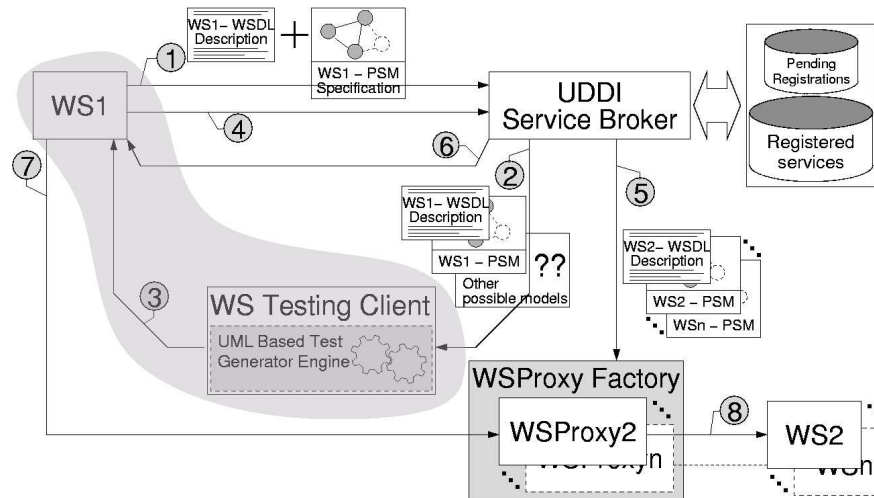 WS1– WSDL
Description
+
WS1 – PSM
Specification
1
WS1
4
UDDI
Service Broker
Pending
Registrations
Registered
services
7
6
2
5
WS1– WSDL
Description
WS1 – PSM
Other
possible models
??
WS2– WSDL
Description
WS2 – PSM
WSn – PSM
3
WS Testing Client
UML Based Test
Generator Engine
WSProxy Factory
WSProxy2
WSProxyn
8
WS2
WSn